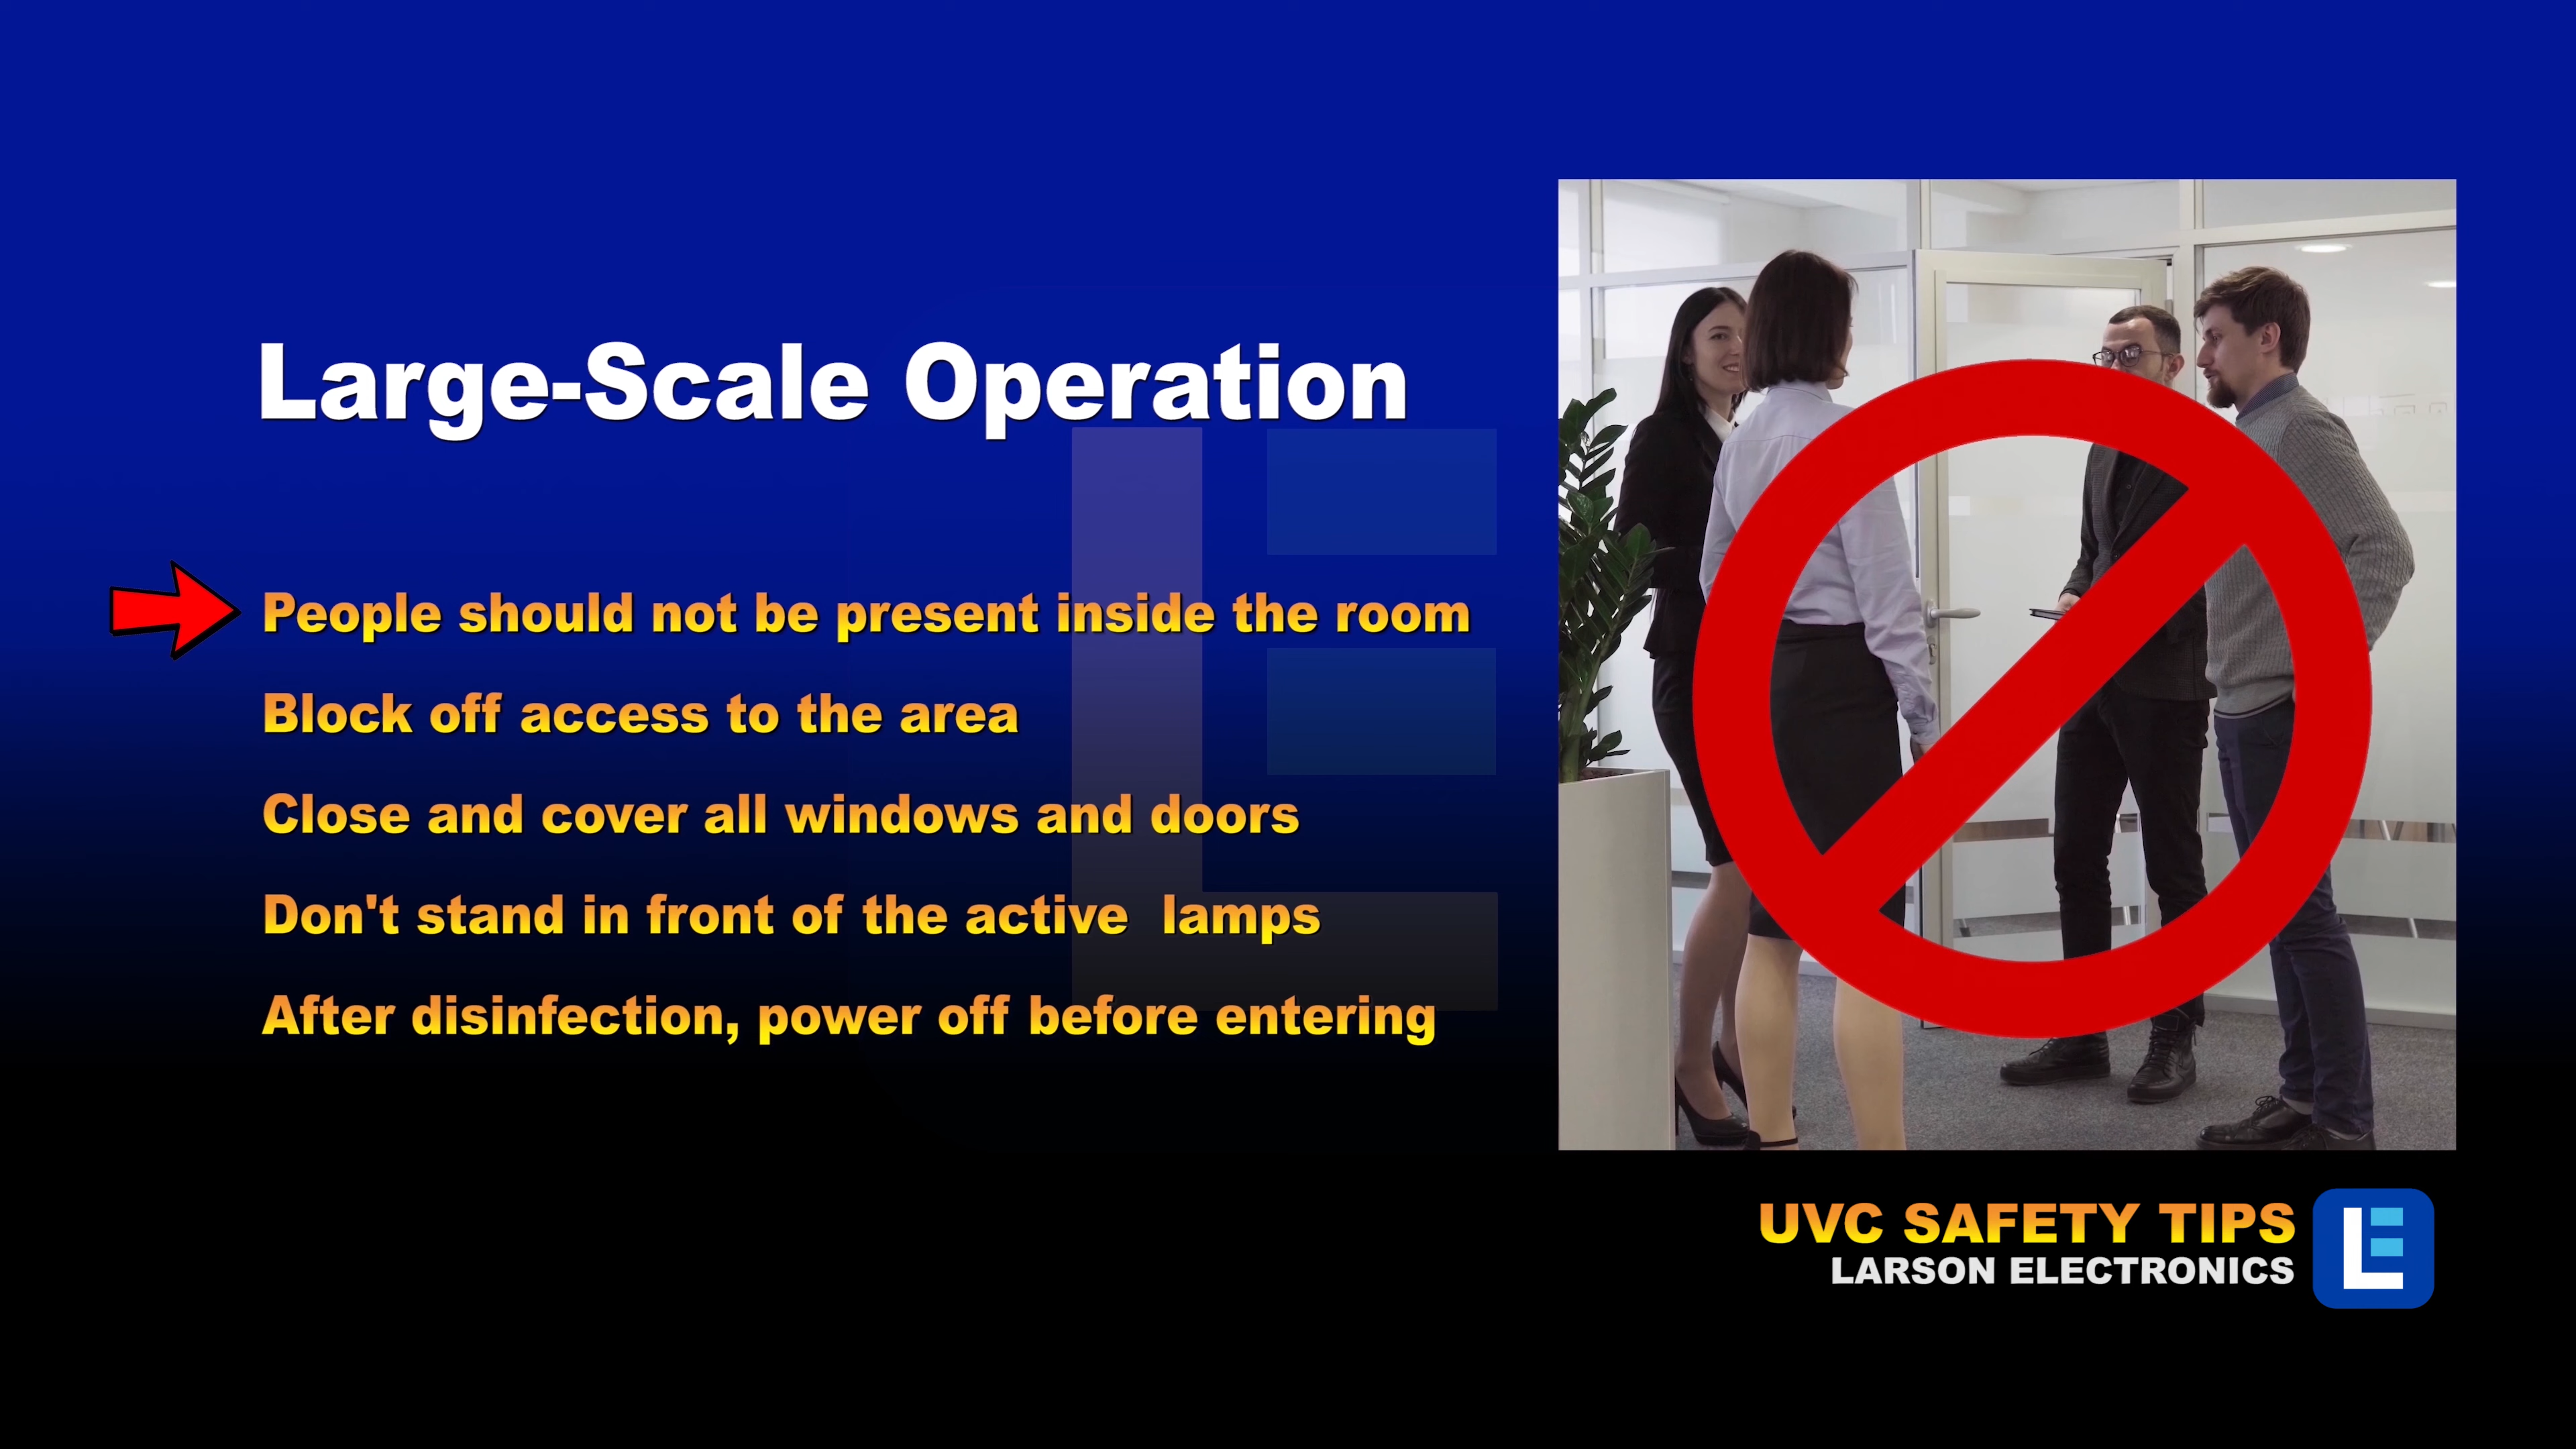 Large-Scale Operation
People should not be present inside the room
Block off access to the area
Close and cover all windows and doors
Don't stand in front of the active lamps
After disinfection, power off before entering
UVC SAFETY TIPS
LARSON ELECTRONICS
LE